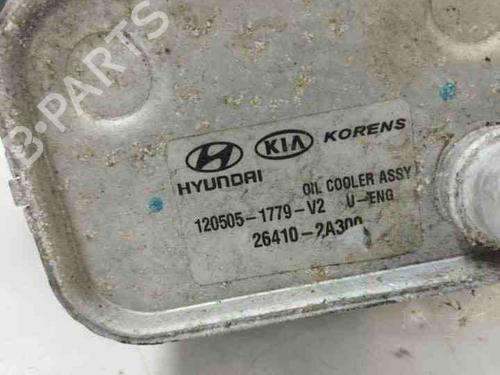 B-PARTS
KIA KORENS
HYUNDAI OIL COOLER ASSY
120505-1779-V2 U-ENG
26410-2A300